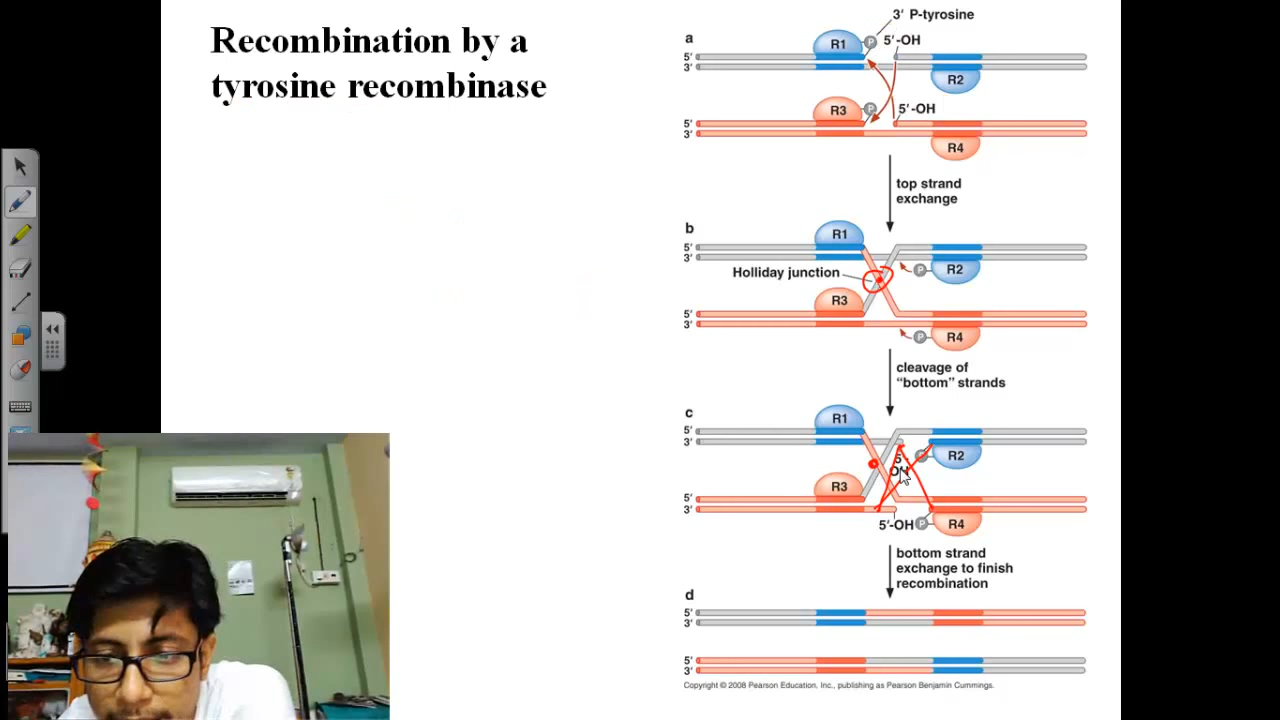 Recombination by a
tyrosine recombinase
3′ P-tyrosine
a
R1
P
5′-OH
5′
3′
R2
R3
P
5′-OH
5′
3′
R4
top strand
exchange
b
R1
5′
3′
P
R2
Holliday junction
R3
5′
3′
P
R4
cleavage of
“bottom” strands
c
R1
5′
3′
5′-
OH
P
R2
R3
5′
3′
5′-OH
P
R4
bottom strand
exchange to finish
recombination
d
5′
3′
5′
3′
Copyright © 2008 Pearson Education, Inc., publishing as Pearson Benjamin Cummings.